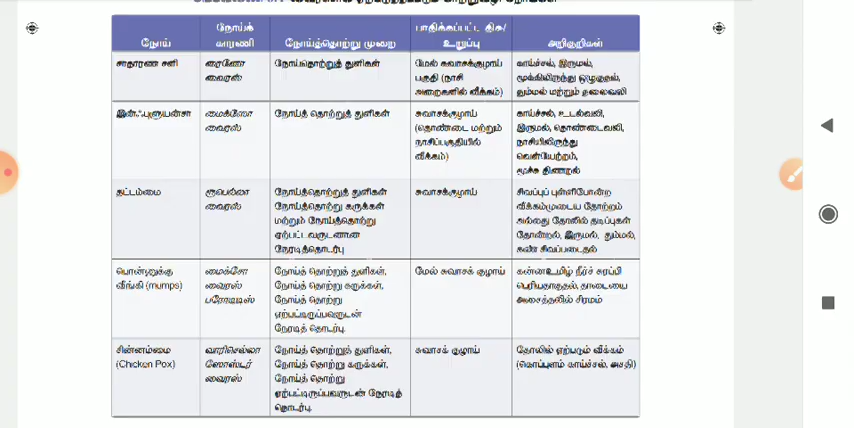 நோய்
நோய்க்
காரணி
நோய்த்தொற்று முறை
பாதிக்கப்பட்ட திசு/
உறுப்பு
அறிகுறிகள்
சாதாரண சளி
ரைனோ
வைரஸ்
நோய்தொற்றுத் துளிகள்
மேல் சுவாசக்குழாய்
பகுதி (நாசி
அறைகளில் வீக்கம்)
காய்ச்சல், இருமல்,
மூக்கிலிருந்து ஒழுகுதல்,
தும்மல் மற்றும் தலைவலி
இன்ஃபுளுயன்சா
மைக்ஸோ
வைரஸ்
நோய்த் தொற்றுத் துளிகள்
சுவாசக்குழாய்
(தொண்டை மற்றும்
நாசிப்பகுதியில்
வீக்கம்)
காய்ச்சல், உடல்வலி,
இருமல், தொண்டைவலி,
நாசியிலிருந்து
வெளியேற்றம்,
மூச்சு திணறல்
தட்டம்மை
ரூபெல்லா
வைரஸ்
நோய்த்தொற்றுத் துளிகள்
நோய்த்தொற்று கருக்கள்
மற்றும் நோய்த்தொற்று
ஏற்பட்டவருடனான
நேரடித்தொடர்பு
சுவாசக்குழாய்
சிவப்புப் புள்ளிபோன்ற
வீக்கம்முடைய தோற்றம்
அல்லது தோலில் தடிப்புகள்
தோன்றல், இருமல், தும்மல்,
கண் சிவப்படைதல்
பொன்னுக்கு
வீங்கி (mumps)
மைக்சோ
வைரஸ்
பரோடிடிஸ்
நோய்த் தொற்றுத் துளிகள்,
நோய்த் தொற்று கருக்கள்,
நோய்த் தொற்று
ஏற்பட்டிருப்பவருடன்
நேரடித் தொடர்பு.
மேல் சுவாசக் குழாய்
கன்னஉமிழ் நீர்ச் சுரப்பி
பெரியதாகுதல், தாடையை
அசைத்தலில் சிரமம்
சின்னம்மை
(Chicken Pox)
வாரிசெல்லா
ஸோஸ்டர்
வைரஸ்
நோய்த் தொற்றுத் துளிகள்,
நோய்த் தொற்று கருக்கள்,
நோய்த் தொற்று
ஏற்பட்டிருப்பவருடன் நேரடித்
தொடர்பு.
சுவாசக் குழாய்
தோலில் ஏற்படும் வீக்கம்
(கொப்புளம் காய்ச்சல், அசதி)